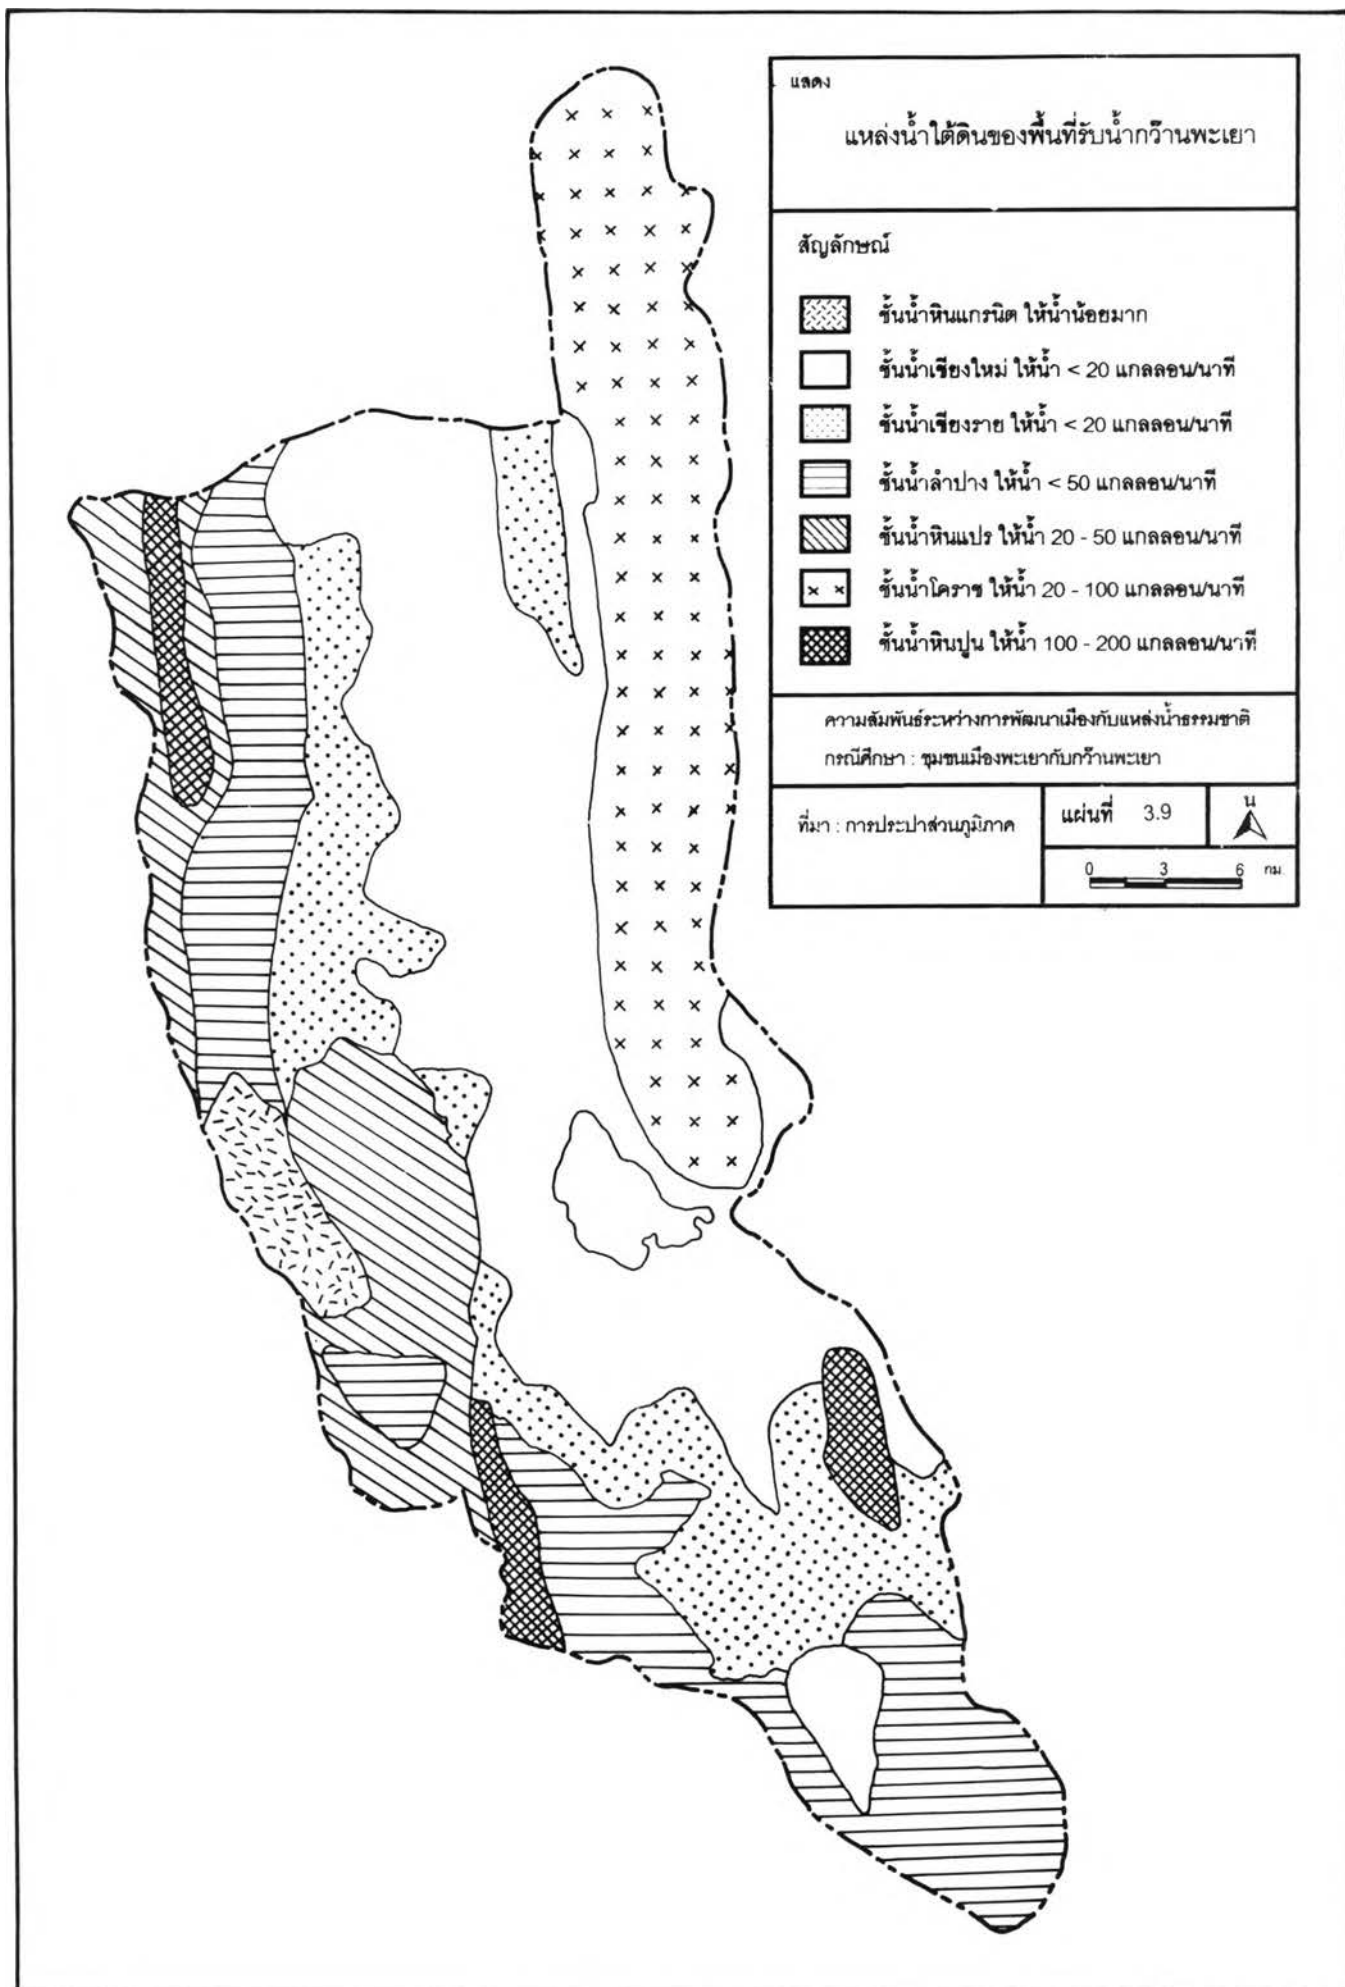 แสดง
แหล่งน้ำใต้ดินของพื้นที่รับน้ำกว๊านพะเยา
สัญลักษณ์
ชั้นน้ำหินแกรนิต ให้น้ำน้อยมาก
ชั้นน้ำเชียงใหม่ ให้น้ำ < 20 แกลลอน/นาที
ชั้นน้ำเชียงราย ให้น้ำ < 20 แกลลอน/นาที
ชั้นน้ำลำปาง ให้น้ำ < 50 แกลลอน/นาที
ชั้นน้ำหินแปร ให้น้ำ 20 - 50 แกลลอน/นาที
ชั้นน้ำโคราช ให้น้ำ 20 - 100 แกลลอน/นาที
ชั้นน้ำหินปูน ให้น้ำ 100 - 200 แกลลอน/นาที
ความสัมพันธ์ระหว่างการพัฒนาเมืองกับแหล่งน้ำธรรมชาติ
กรณีศึกษา : ชุมชนเมืองพะเยากับกว๊านพะเยา
ที่มา : การประปาส่วนภูมิภาค
แผ่นที่ 3.9
น
0 3 6 กม.